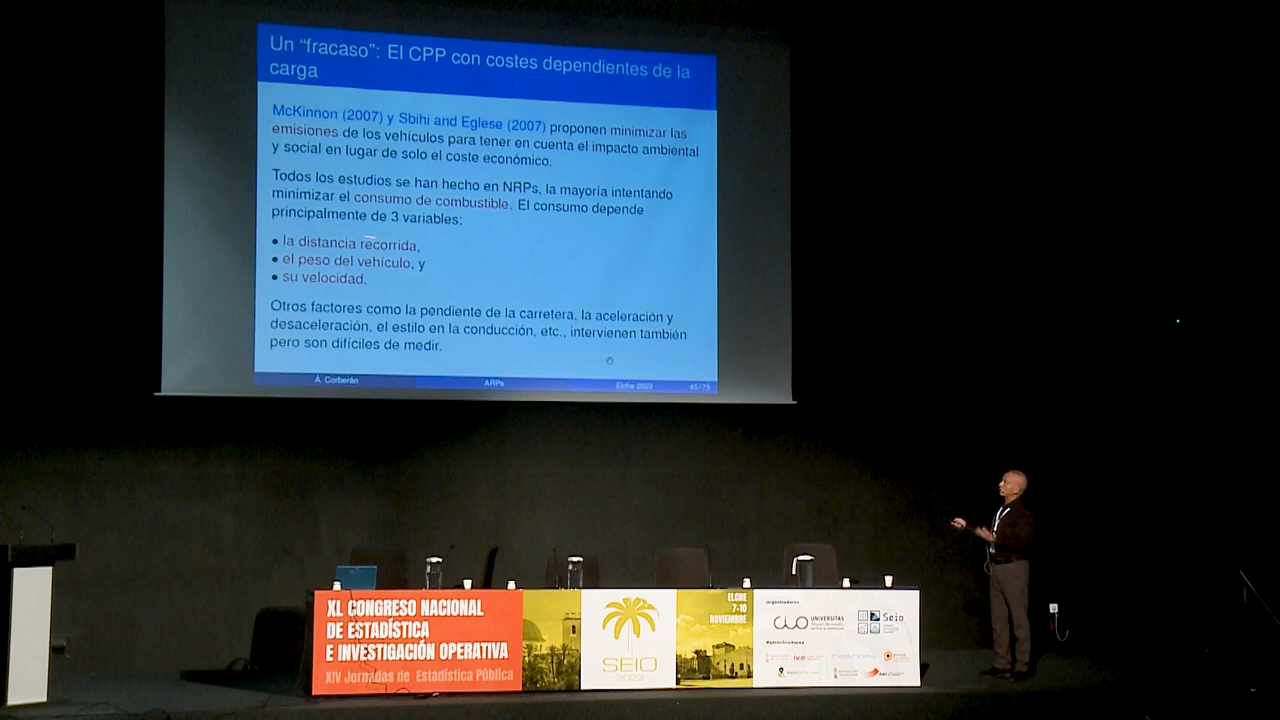 Un “fracaso”: El CPP con costes dependientes de la
carga
McKinnon (2007) y Sbihi and Eglese (2007) proponen minimizar las
emisiones de los vehículos para tener en cuenta el impacto ambiental
y social en lugar de solo el coste económico.
Todos los estudios se han hecho en NRPs, la mayoría intentando
minimizar el consumo de combustible. El consumo depende
principalmente de 3 variables:
• la distancia recorrida,
• el peso del vehículo, y
• su velocidad.
Otros factores como la pendiente de la carretera, la aceleración y
desaceleración, el estilo en la conducción, etc., intervienen también
pero son difíciles de medir.
Á. Corberán ARPs Elche 2023 45/75
XL CONGRESO NACIONAL
DE ESTADÍSTICA
E INVESTIGACIÓN OPERATIVA
XIV Jornadas de Estadística Pública
SEIO
2023
ELCHE
7-10
NOVIEMBRE
Organizadores
CIO UNIVERSITAS
Miguel Hernández
Seio
Patrocinadores